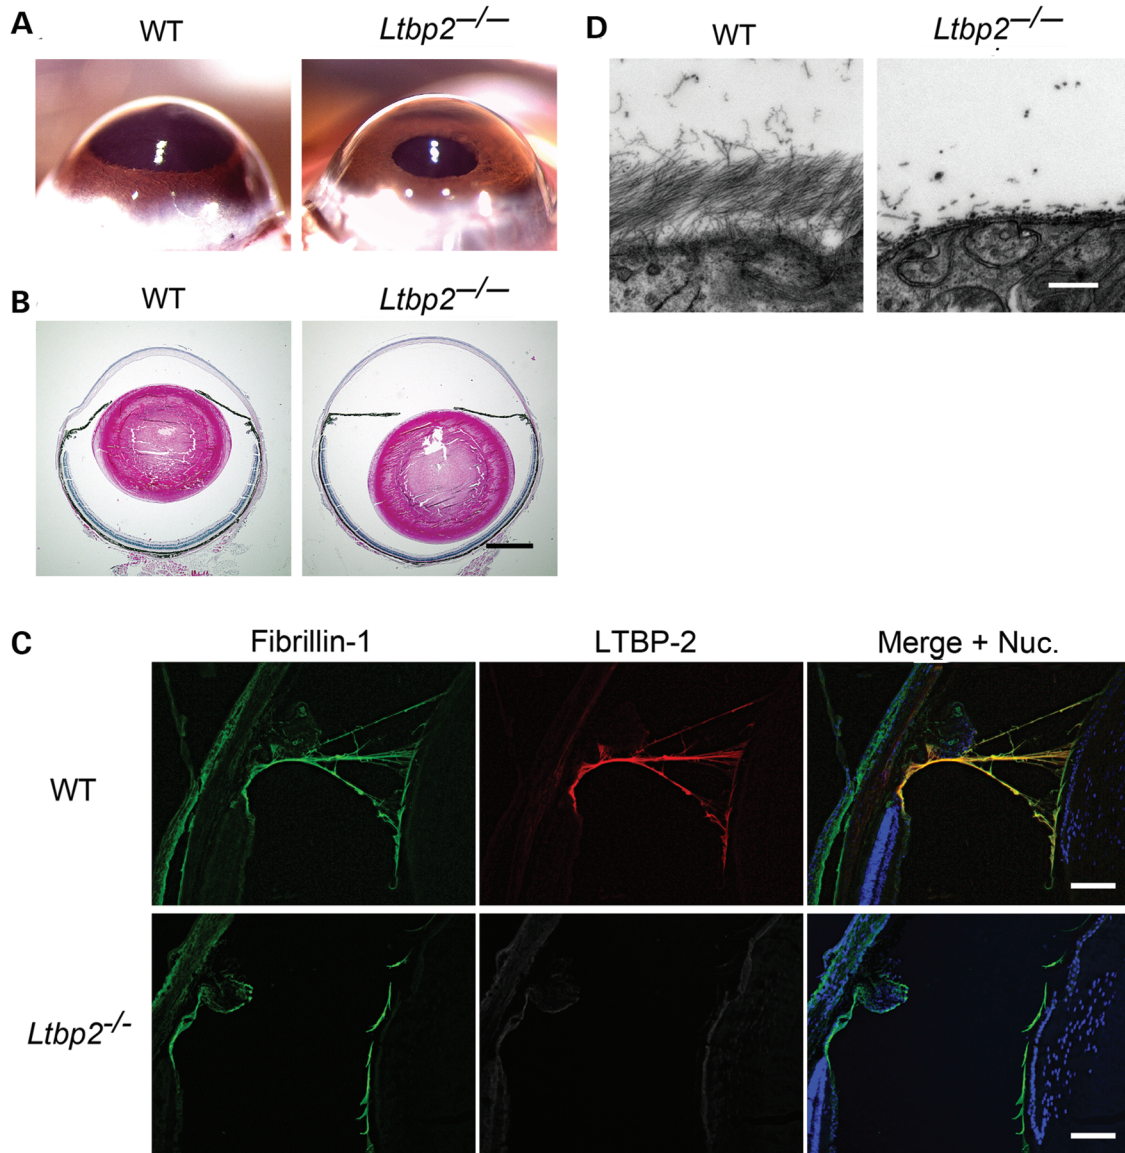 A
WT
Ltbp2−/−
D
WT
Ltbp2−/−
B
WT
Ltbp2−/−
C
Fibrillin-1
LTBP-2
Merge + Nuc.
WT
Ltbp2-/-